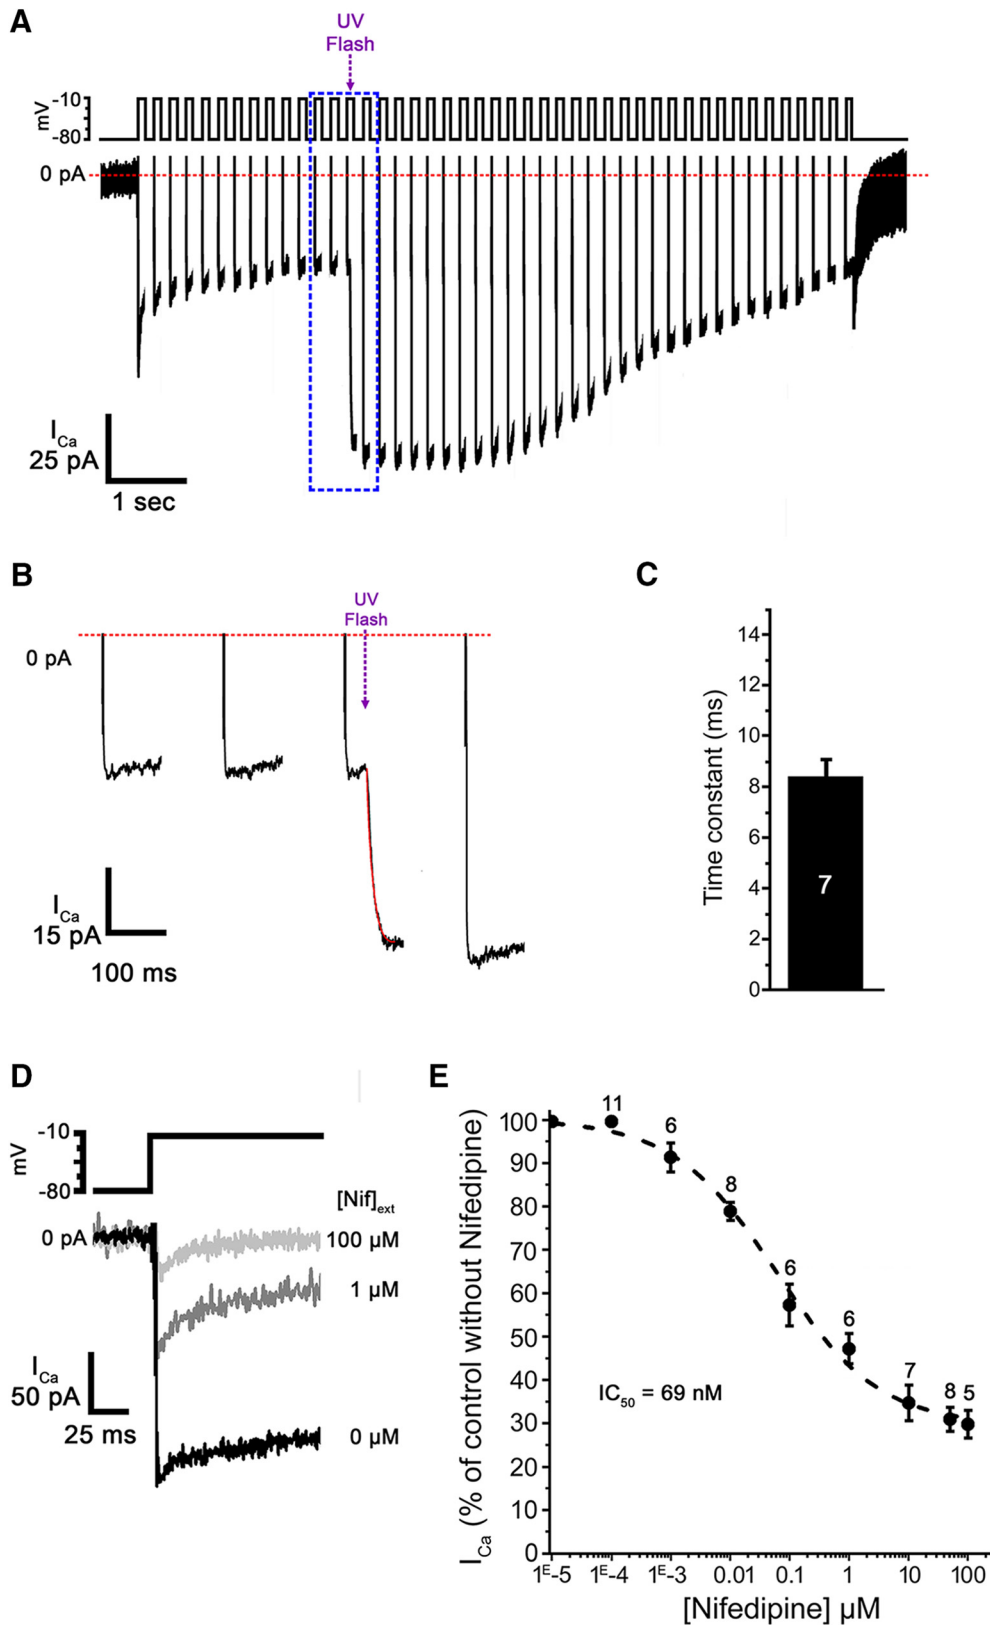 A
UV
Flash
mV
-10
-80
0 pA
I_Ca
25 pA
1 sec
B
UV
Flash
0 pA
I_Ca
15 pA
100 ms
C
Time constant (ms)
14
12
10
8
6
4
2
0
7
D
mV
-10
-80
[Nif]ext
0 pA
100 µM
1 µM
0 µM
I_Ca
50 pA
25 ms
E
I_Ca (% of control without Nifedipine)
100
90
80
70
60
50
40
30
20
10
0
11
6
8
6
6
7
8 5
IC50 = 69 nM
1E-5 1E-4 1E-3 0.01 0.1 1 10 100
[Nifedipine] µM